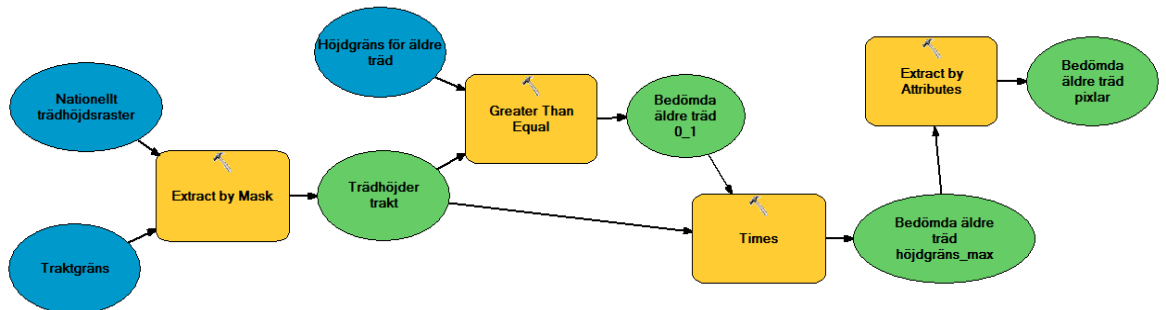 Nationellt
trädhöjdsraster
Traktgräns
Extract by Mask
Höjdgräns för äldre
träd
Trädhöjder
trakt
Greater Than
Equal
Bedömda
äldre träd
0_1
Times
Bedömda äldre
träd
höjdgräns_max
Extract by
Attributes
Bedömda
äldre träd
pixlar